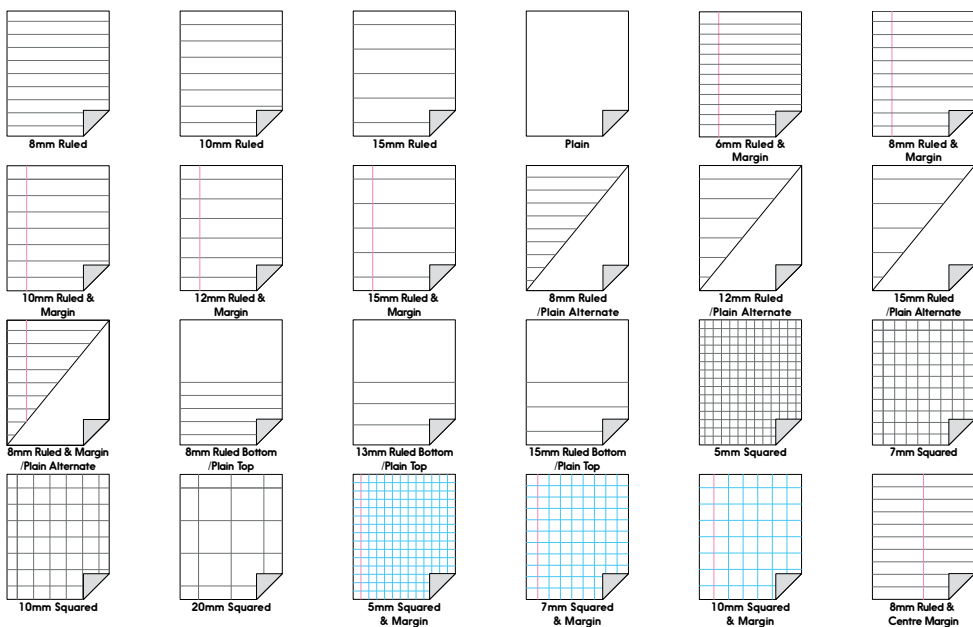 8mm Ruled
10mm Ruled
15mm Ruled
Plain
6mm Ruled &
Margin
8mm Ruled &
Margin
10mm Ruled &
Margin
12mm Ruled &
Margin
15mm Ruled &
Margin
8mm Ruled
/Plain Alternate
12mm Ruled
/Plain Alternate
15mm Ruled
/Plain Alternate
8mm Ruled & Margin
/Plain Alternate
8mm Ruled Bottom
/Plain Top
13mm Ruled Bottom
/Plain Top
15mm Ruled Bottom
/Plain Top
5mm Squared
7mm Squared
10mm Squared
20mm Squared
5mm Squared
& Margin
7mm Squared
& Margin
10mm Squared
& Margin
8mm Ruled &
Centre Margin